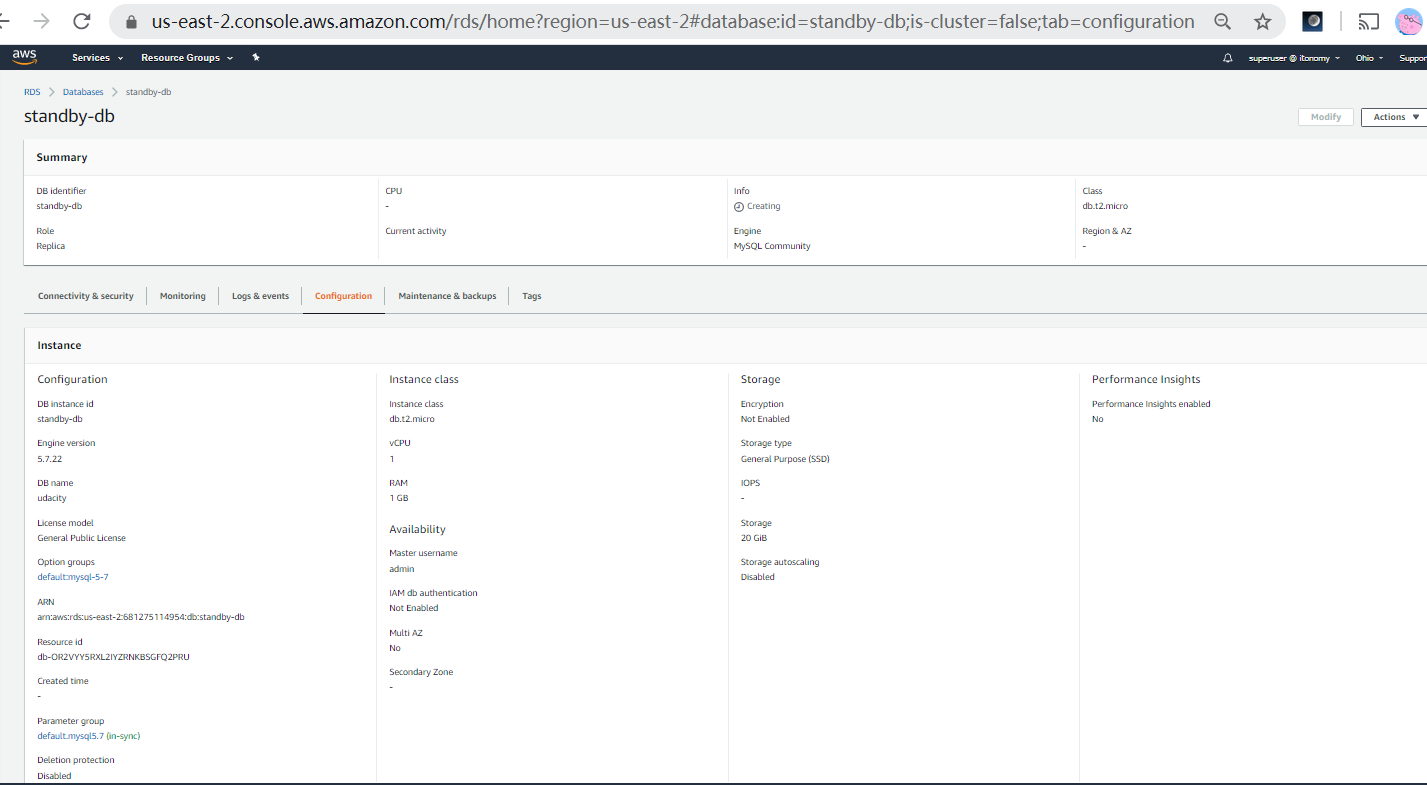 us-east-2.console.aws.amazon.com/rds/home?region=us-east-2#database:id=standby-db;is-cluster=false;tab=configuration
aws Services Resource Groups superuser @ itonomy Ohio Suppor
RDS Databases standby-db
standby-db
Modify Actions
Summary
DB identifier
standby-db
Role
Replica
CPU
-
Current activity
Info
Creating
Engine
MySQL Community
Class
db.t2.micro
Region & AZ
-
Connectivity & security Monitoring Logs & events Configuration Maintenance & backups Tags
Instance
Configuration
DB instance id
standby-db
Engine version
5.7.22
DB name
udacity
License model
General Public License
Option groups
default:mysql-5-7
ARN
arn:aws:rds:us-east-2:681275114954:db:standby-db
Resource id
db-OR2VYY5RXL2IYZRNKBSGFQ2PRU
Created time
-
Parameter group
default.mysql5.7 (in-sync)
Deletion protection
Disabled
Instance class
Instance class
db.t2.micro
vCPU
1
RAM
1 GB
Availability
Master username
admin
IAM db authentication
Not Enabled
Multi AZ
No
Secondary Zone
-
Storage
Encryption
Not Enabled
Storage type
General Purpose (SSD)
IOPS
-
Storage
20 GiB
Storage autoscaling
Disabled
Performance Insights
Performance Insights enabled
No